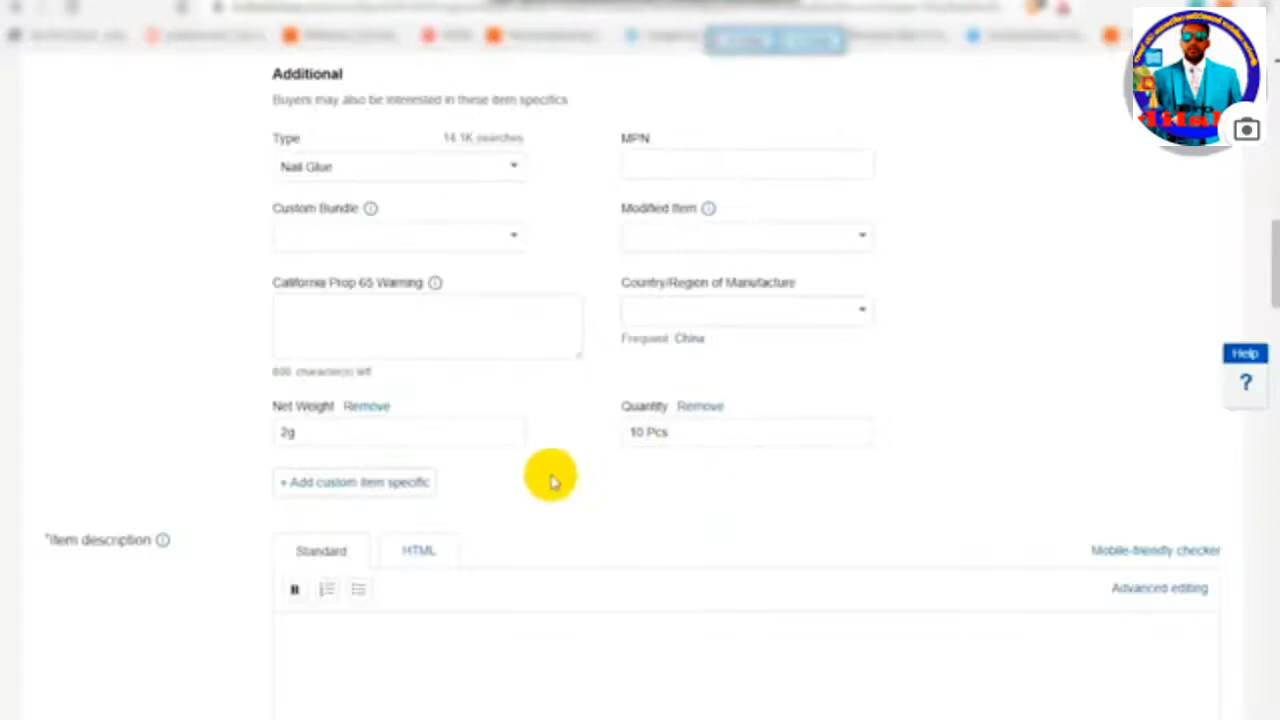 Additional
Buyers may also be interested in these item specifics
Type 14.1K searches MPN
Nail Glue
Custom Bundle Modified Item
California Prop 65 Warning Country/Region of Manufacture
Frequent China
character(s) left
Net Weight Remove Quantity Remove
2g 10 Pcs
+ Add custom item specific
*Item description
Standard HTML Mobile-friendly checker
B Advanced editing
Help
?